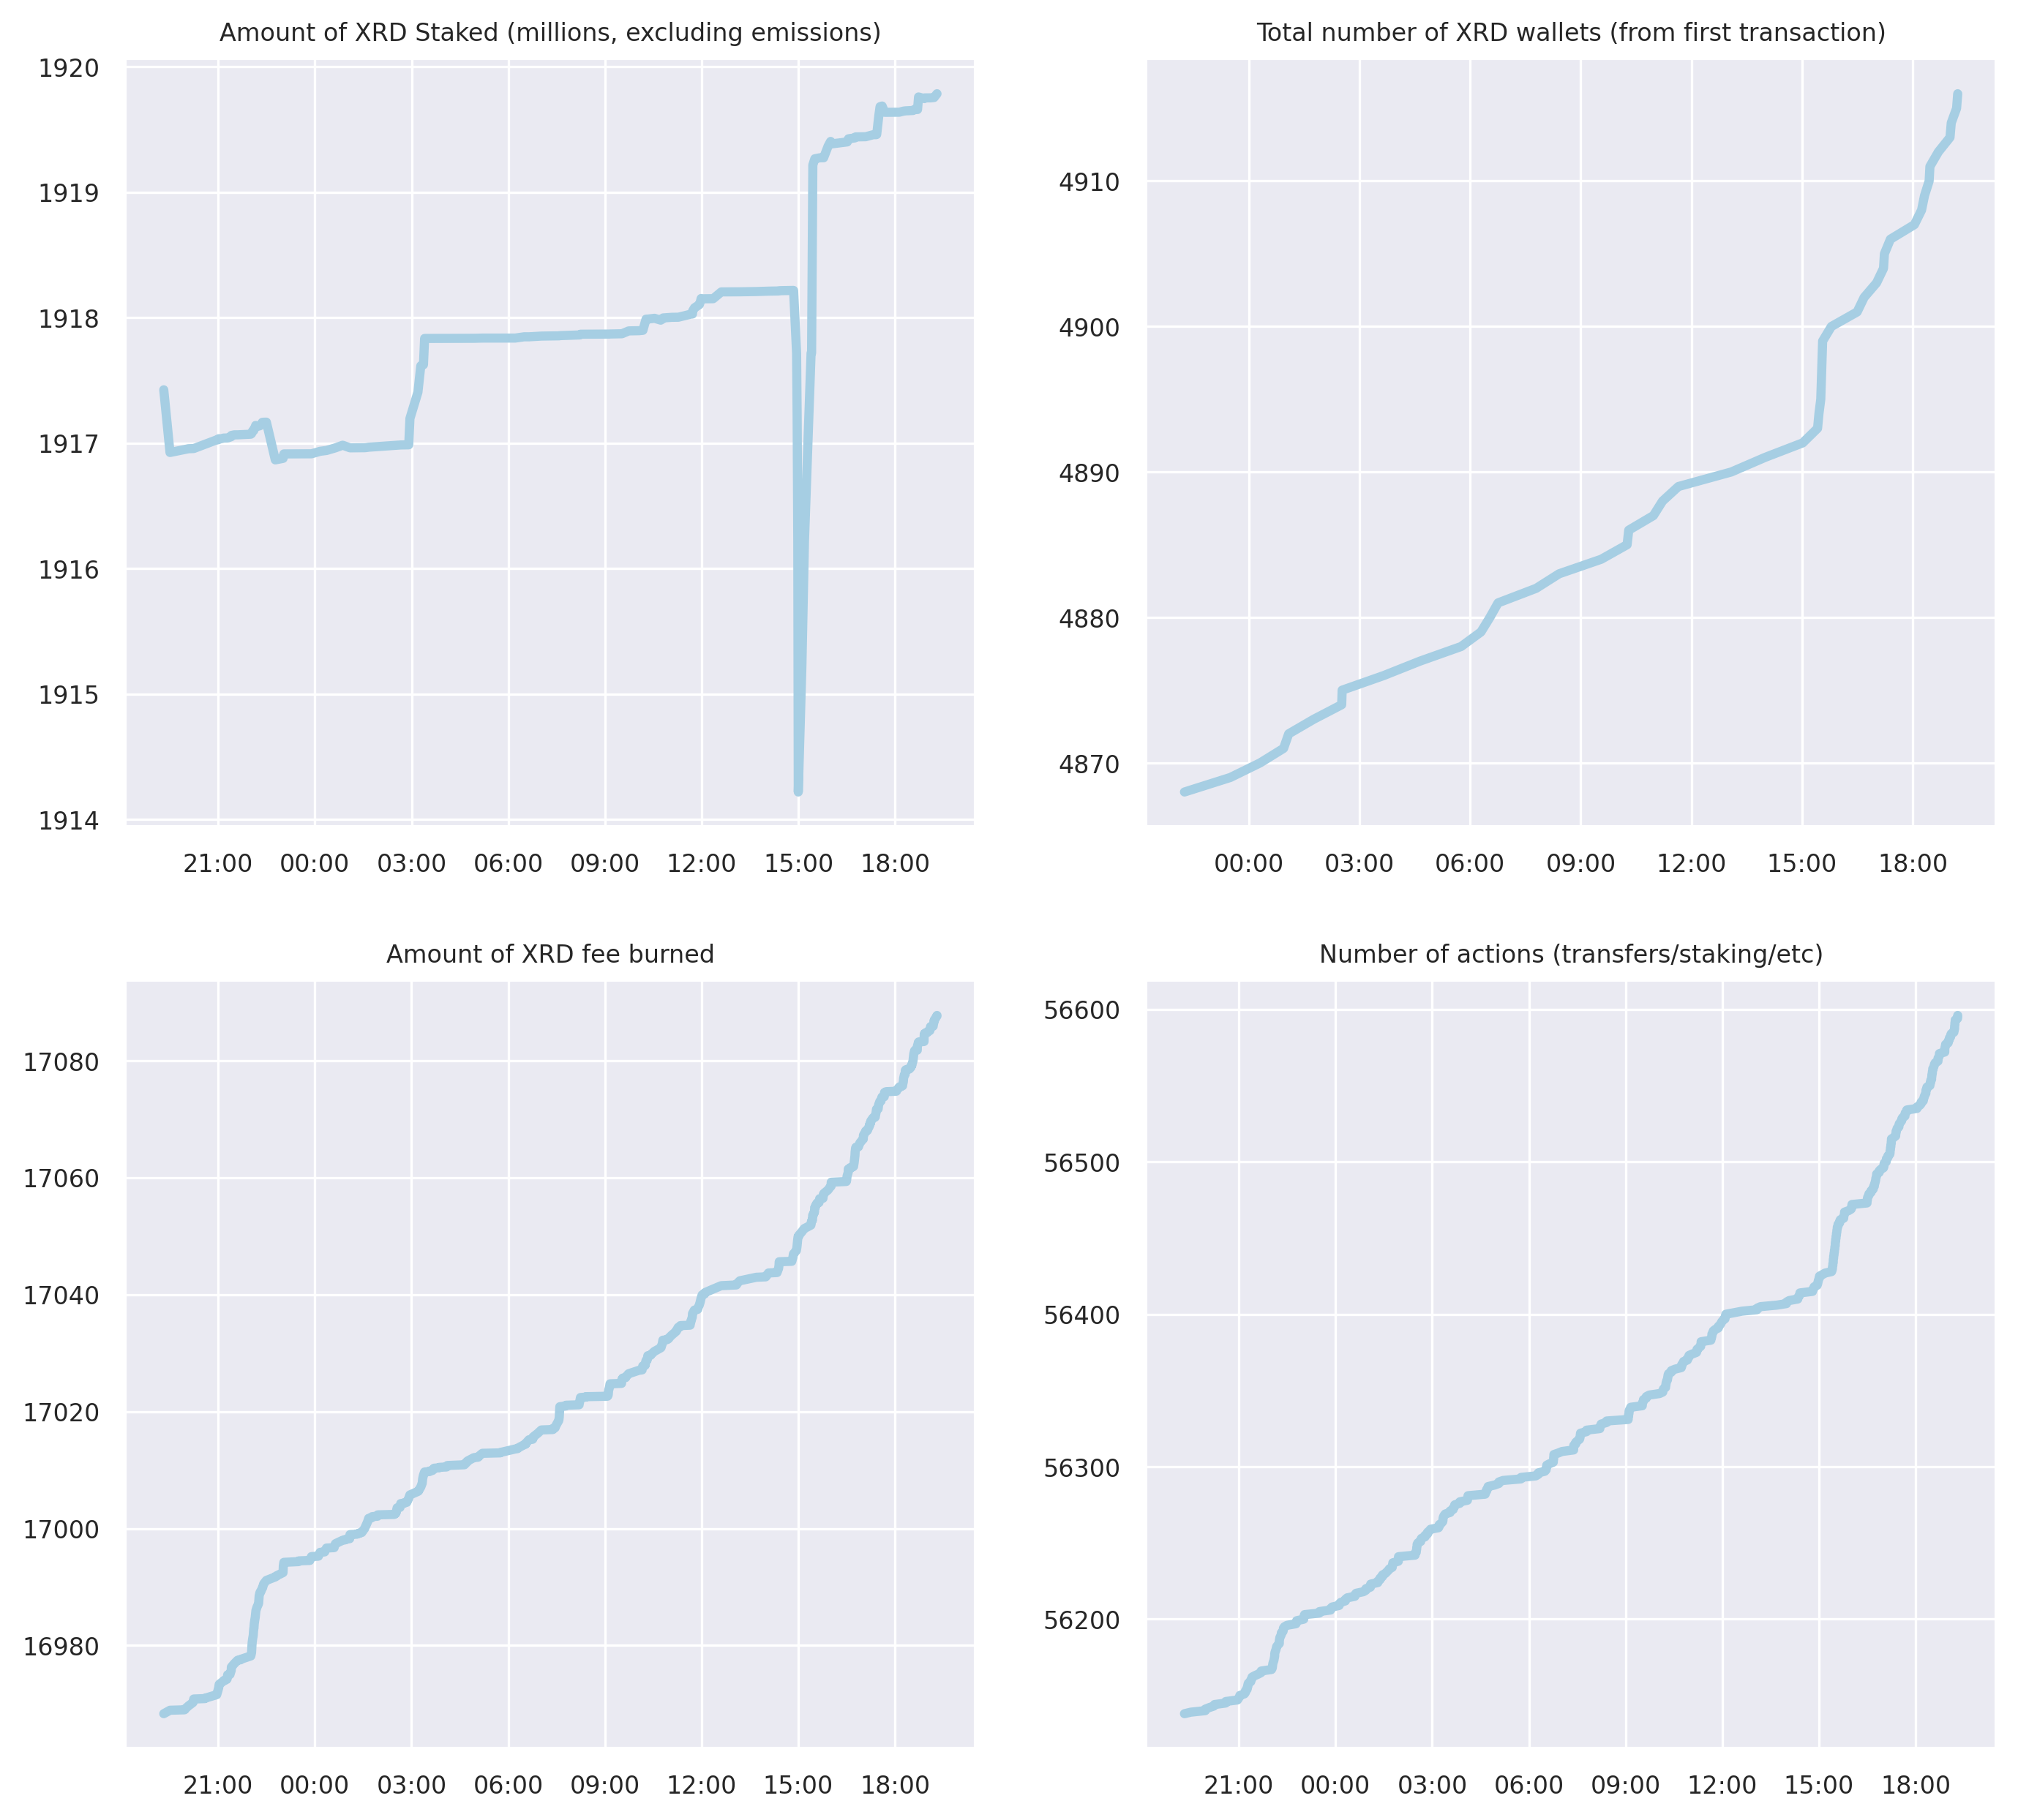 Amount of XRD Staked (millions, excluding emissions)
1920
1919
1918
1917
1916
1915
1914
21:00 00:00 03:00 06:00 09:00 12:00 15:00 18:00
Total number of XRD wallets (from first transaction)
4910
4900
4890
4880
4870
00:00 03:00 06:00 09:00 12:00 15:00 18:00
Amount of XRD fee burned
17080
17060
17040
17020
17000
16980
21:00 00:00 03:00 06:00 09:00 12:00 15:00 18:00
Number of actions (transfers/staking/etc)
56600
56500
56400
56300
56200
21:00 00:00 03:00 06:00 09:00 12:00 15:00 18:00